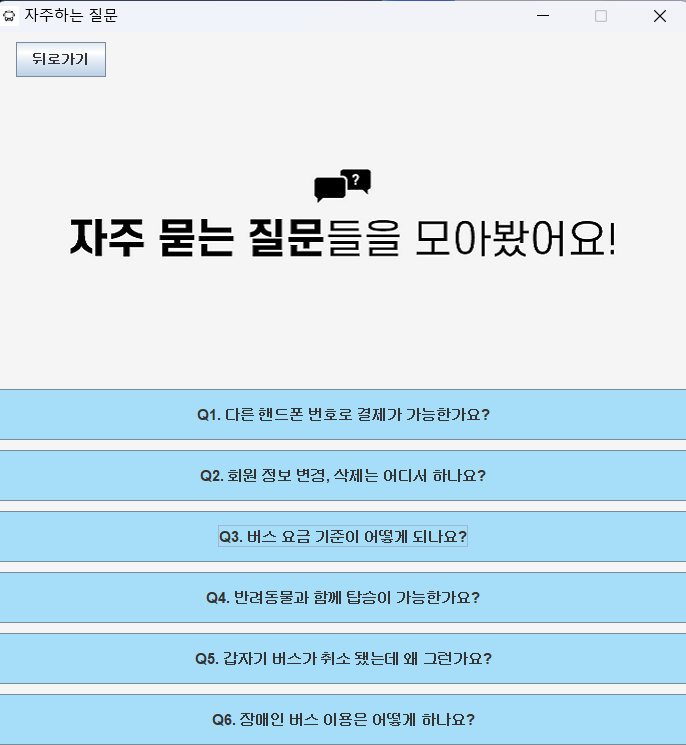 자주하는 질문
뒤로가기
?
자주 묻는 질문들을 모아봤어요!
Q1. 다른 핸드폰 번호로 결제가 가능한가요?
Q2. 회원 정보 변경, 삭제는 어디서 하나요?
Q3. 버스 요금 기준이 어떻게 되나요?
Q4. 반려동물과 함께 탑승이 가능한가요?
Q5. 갑자기 버스가 취소 됐는데 왜 그런가요?
Q6. 장애인 버스 이용은 어떻게 하나요?